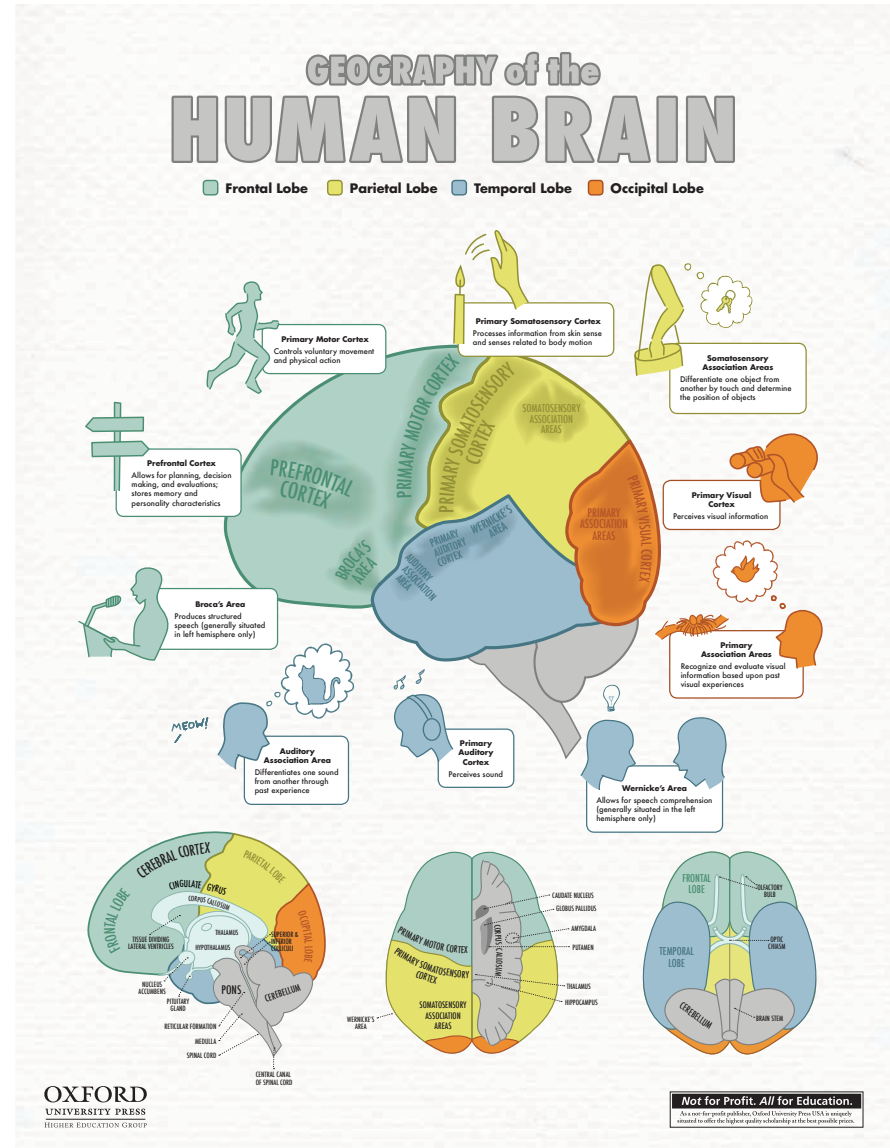 GEOGRAPHY of the
HUMAN BRAIN
Frontal Lobe
Parietal Lobe
Temporal Lobe
Occipital Lobe
Primary Motor Cortex
Controls voluntary movement
and physical action
Primary Somatosensory Cortex
Processes information from skin sense
and senses related to body motion
Somatosensory
Association Areas
Differentiate one object from
another by touch and determine
the position of objects
Prefrontal Cortex
Allows for planning, decision
making, and evaluations;
stores memory and
personality characteristics
Primary Visual
Cortex
Perceives visual information
Broca's Area
Produces structured
speech (generally situated
in left hemisphere only)
Primary
Association Areas
Recognize and evaluate visual
information based upon past
visual experiences
MEOW!
Auditory
Association Area
Differentiates one sound
from another through
past experience
Primary
Auditory
Cortex
Perceives sound
Wernicke's Area
Allows for speech comprehension
(generally situated in the left
hemisphere only)
PREFRONTAL
CORTEX
PRIMARY MOTOR CORTEX
PRIMARY SOMATOSENSORY
CORTEX
SOMATOSENSORY
ASSOCIATION
AREAS
BROCA'S
AREA
AUDITORY
ASSOCIATION
AREA
PRIMARY
AUDITORY
CORTEX
WERNICKE'S
AREA
PRIMARY
ASSOCIATION
AREAS
PRIMARY VISUAL CORTEX
CEREBRAL CORTEX
PARIETAL LOBE
FRONTAL LOBE
CINGULATE GYRUS
CORPUS CALLOSUM
OCCIPITAL LOBE
TISSUE DIVIDING
LATERAL VENTRICLES
THALAMUS
HYPOTHALAMUS
SUPERIOR &
INFERIOR
COLLICULI
NUCLEUS
ACCUMBENS
PITUITARY
GLAND
PONS
CEREBELLUM
RETICULAR FORMATION
MEDULLA
SPINAL CORD
CENTRAL CANAL
OF SPINAL CORD
PRIMARY MOTOR CORTEX
PRIMARY SOMATOSENSORY
CORTEX
SOMATOSENSORY
ASSOCIATION
AREAS
WERNICKE'S
AREA
CORPUS CALLOSUM
CAUDATE NUCLEUS
GLOBUS PALLIDUS
AMYGDALA
PUTAMEN
THALAMUS
HIPPOCAMPUS
FRONTAL
LOBE
OLFACTORY
BULB
TEMPORAL
LOBE
OPTIC
CHIASM
CEREBELLUM
BRAIN STEM
OXFORD
UNIVERSITY PRESS
HIGHER EDUCATION GROUP
Not for Profit. All for Education.
As a not-for-profit publisher, Oxford University Press USA is uniquely
situated to offer the highest quality scholarship at the best possible prices.